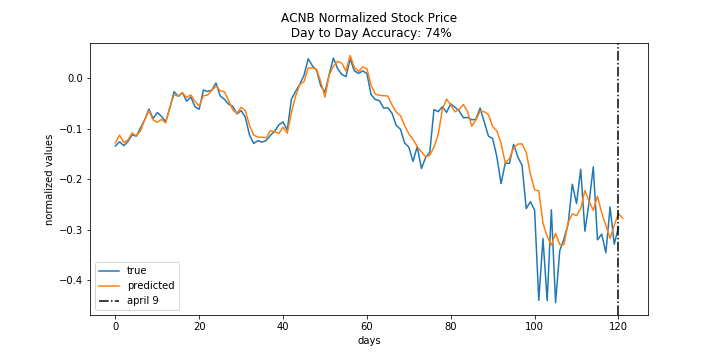 ACNB Normalized Stock Price
Day to Day Accuracy: 74%
normalized values
0.0
−0.1
−0.2
−0.3
−0.4
true
predicted
april 9
0
20
40
60
80
100
120
days